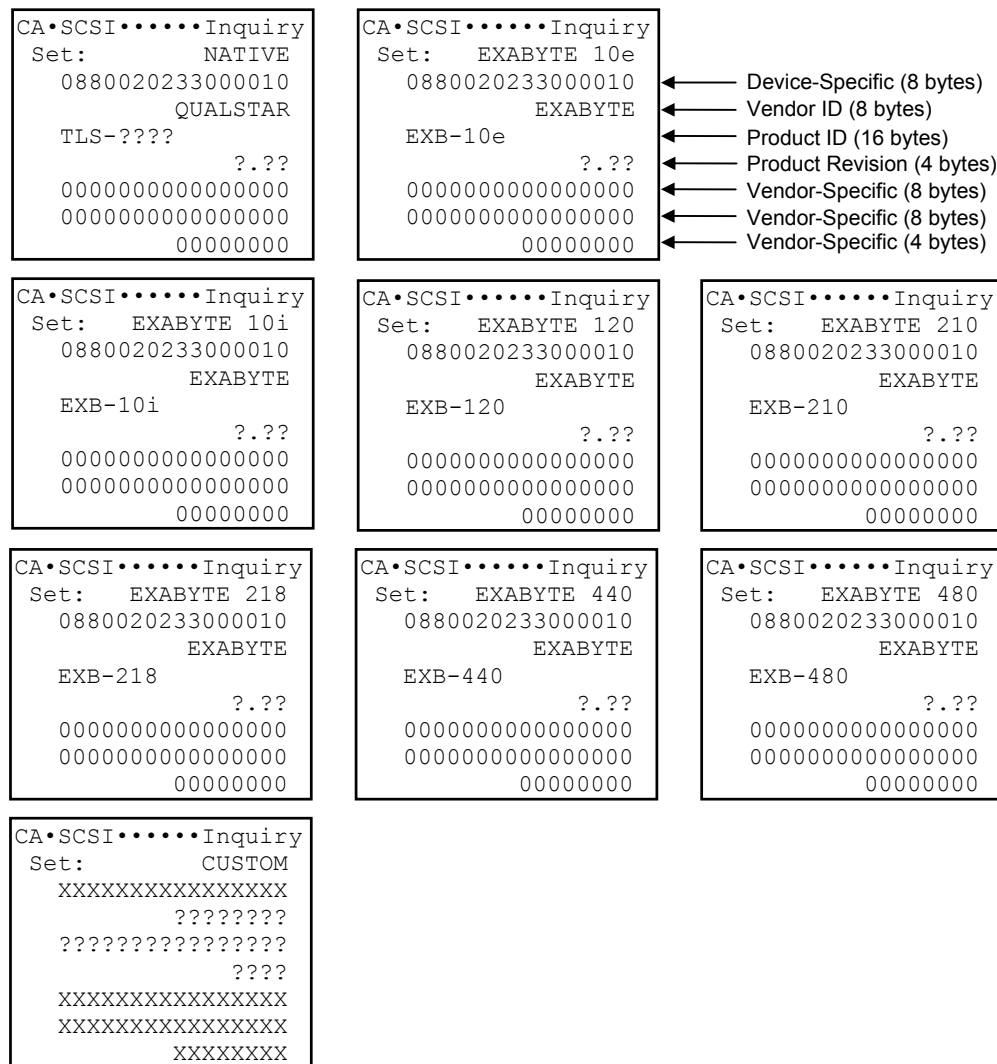 CA•SCSI••••••Inquiry
Set: NATIVE
0880020233000010
QUALSTAR
TLS-????
?.??
0000000000000000
0000000000000000
00000000
CA•SCSI••••••Inquiry
Set: EXABYTE 10e
0880020233000010
EXABYTE
EXB-10e
?.??
0000000000000000
0000000000000000
00000000
Device-Specific (8 bytes)
Vendor ID (8 bytes)
Product ID (16 bytes)
Product Revision (4 bytes)
Vendor-Specific (8 bytes)
Vendor-Specific (8 bytes)
Vendor-Specific (4 bytes)
CA•SCSI••••••Inquiry
Set: EXABYTE 10i
0880020233000010
EXABYTE
EXB-10i
?.??
0000000000000000
0000000000000000
00000000
CA•SCSI••••••Inquiry
Set: EXABYTE 120
0880020233000010
EXABYTE
EXB-120
?.??
0000000000000000
0000000000000000
00000000
CA•SCSI••••••Inquiry
Set: EXABYTE 210
0880020233000010
EXABYTE
EXB-210
?.??
0000000000000000
0000000000000000
00000000
CA•SCSI••••••Inquiry
Set: EXABYTE 218
0880020233000010
EXABYTE
EXB-218
?.??
0000000000000000
0000000000000000
00000000
CA•SCSI••••••Inquiry
Set: EXABYTE 440
0880020233000010
EXABYTE
EXB-440
?.??
0000000000000000
0000000000000000
00000000
CA•SCSI••••••Inquiry
Set: EXABYTE 480
0880020233000010
EXABYTE
EXB-480
?.??
0000000000000000
0000000000000000
00000000
CA•SCSI••••••Inquiry
Set: CUSTOM
XXXXXXXXXXXXXXXX
????????
????????????????
????
XXXXXXXXXXXXXXXX
XXXXXXXXXXXXXXXX
XXXXXXXX